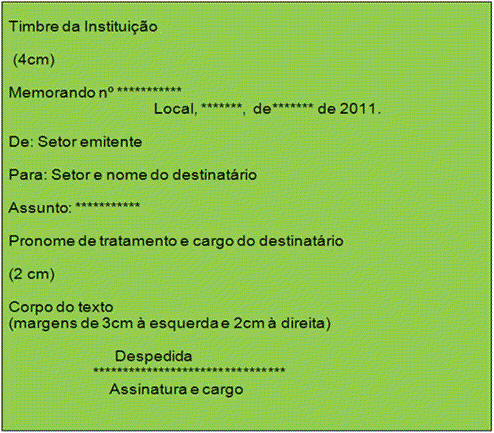 Timbre da Instituição
(4cm)
Memorando nº ***********
Local, *******, de******* de 2011.
De: Setor emitente
Para: Setor e nome do destinatário
Assunto: ***********
Pronome de tratamento e cargo do destinatário
(2 cm)
Corpo do texto
(margens de 3cm à esquerda e 2cm à direita)
Despedida
********************************
Assinatura e cargo